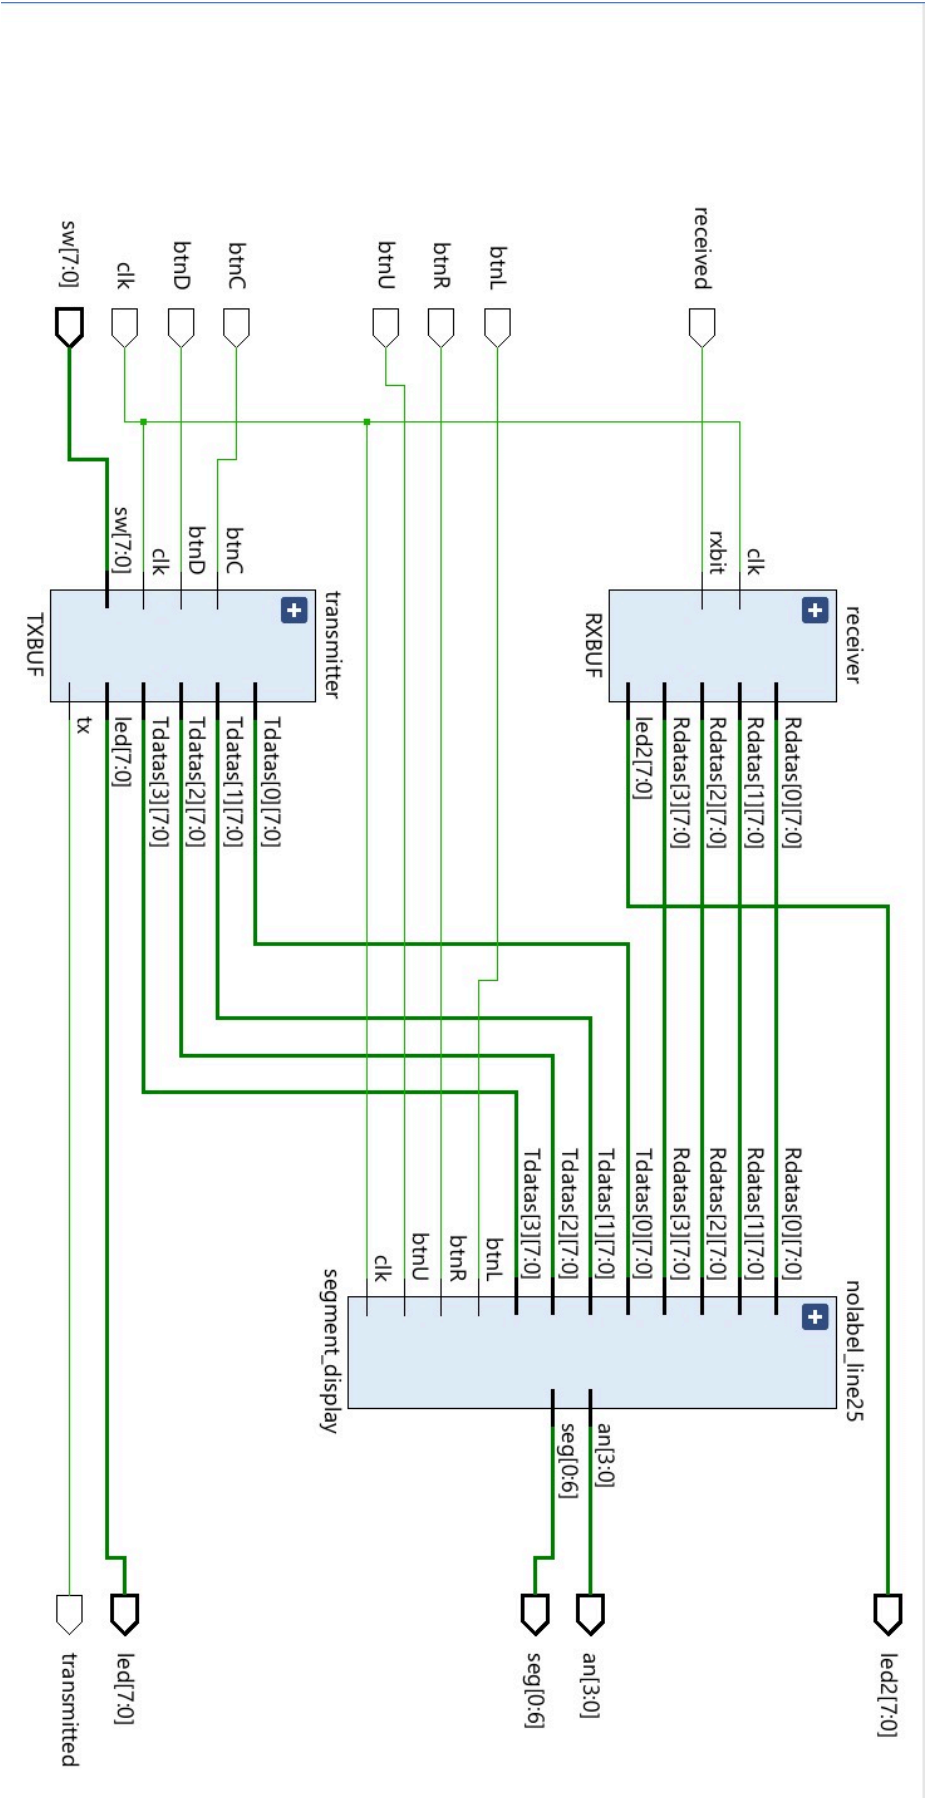 led2[7:0]
receiver
nolabel_line25
Rdatas[0][7:0]
Rdatas[0][7:0]
clk
Rdatas[1][7:0]
Rdatas[1][7:0]
received
rxbit
Rdatas[2][7:0]
Rdatas[2][7:0]
Rdatas[3][7:0]
Rdatas[3][7:0]
led2[7:0]
Tdatas[0][7:0]
RXBUF
Tdatas[1][7:0]
an[3:0]
an[3:0]
Tdatas[2][7:0]
seg[0:6]
seg[0:6]
Tdatas[3][7:0]
btnL
btnL
btnR
btnR
btnU
btnU
clk
transmitter
segment_display
Tdatas[0][7:0]
btnC
btnC
Tdatas[1][7:0]
btnD
btnD
Tdatas[2][7:0]
clk
clk
Tdatas[3][7:0]
sw[7:0]
led[7:0]
led[7:0]
sw[7:0]
tx
transmitted
TXBUF